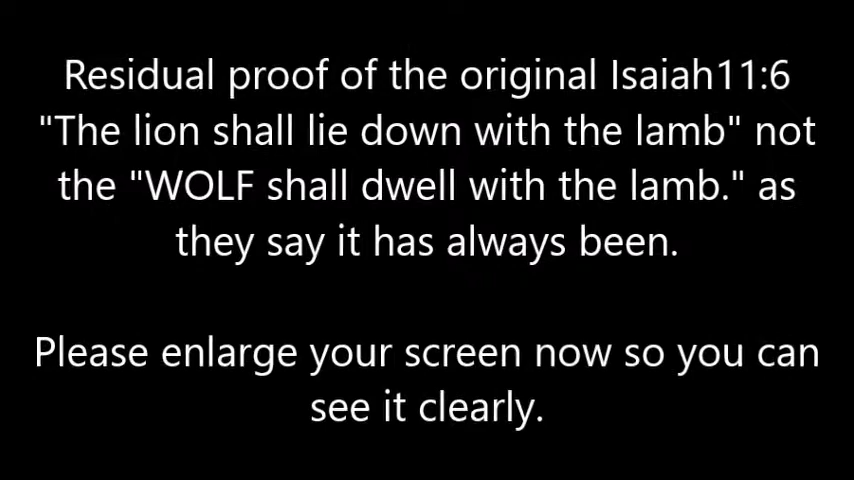 Residual proof of the original Isaiah11:6
"The lion shall lie down with the lamb" not
the "WOLF shall dwell with the lamb." as
they say it has always been.
Please enlarge your screen now so you can
see it clearly.